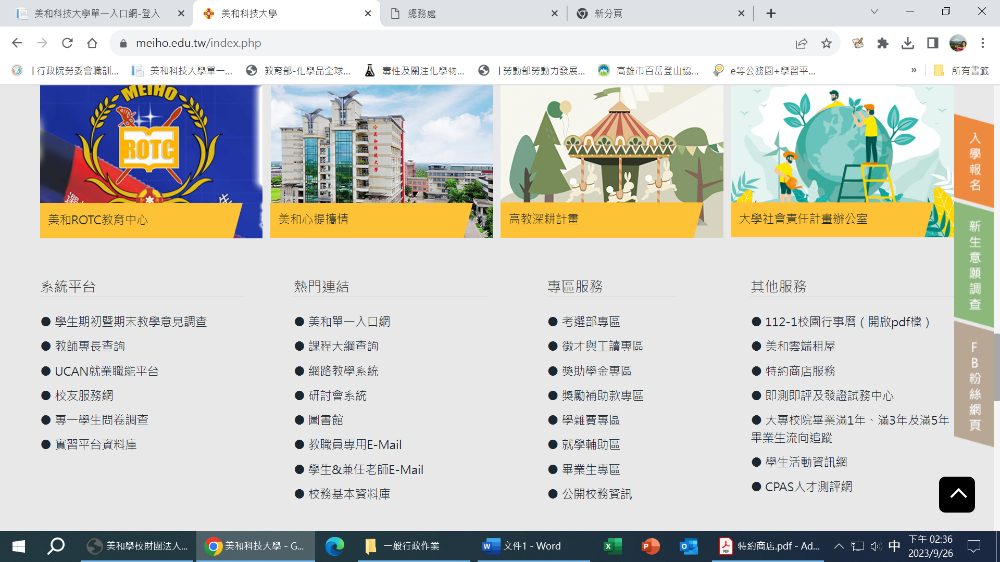 美和科技大學單一入口網-登入
美和科技大學
總務處
新分頁
meiho.edu.tw/index.php
| 行政院勞委會職訓...
美和科技大學單一...
教育部-化學品全球...
毒性及關注化學物...
| 勞動部勞動力發展...
高雄市百岳登山協...
e等公務園+學習平...
»
所有書籤
MEIHO
ROTC
美和科技大學
美和ROTC教育中心
美和心提攜情
高教深耕計畫
大學社會責任計畫辦公室
入學報名
新生意願調查
FB粉絲網頁
系統平台
● 學生期初暨期末教學意見調查
● 教師專長查詢
● UCAN就業職能平台
● 校友服務網
● 專一學生問卷調查
● 實習平台資料庫
熱門連結
● 美和單一入口網
● 課程大綱查詢
● 網路教學系統
● 研討會系統
● 圖書館
● 教職員專用E-Mail
● 學生&兼任老師E-Mail
● 校務基本資料庫
專區服務
● 考選部專區
● 徵才與工讀專區
● 獎助學金專區
● 獎勵補助款專區
● 學雜費專區
● 就學輔助區
● 畢業生專區
● 公開校務資訊
其他服務
● 112-1校園行事曆（開啟pdf檔）
● 美和雲端租屋
● 特約商店服務
● 即測即評及發證試務中心
● 大專校院畢業滿1年、滿3年及滿5年
畢業生流向追蹤
● 學生活動資訊網
● CPAS人才測評網
美和學校財團法人...
美和科技大學 - G...
一般行政作業
文件1 - Word
特約商店.pdf - Ad...
中
下午 02:36
2023/9/26